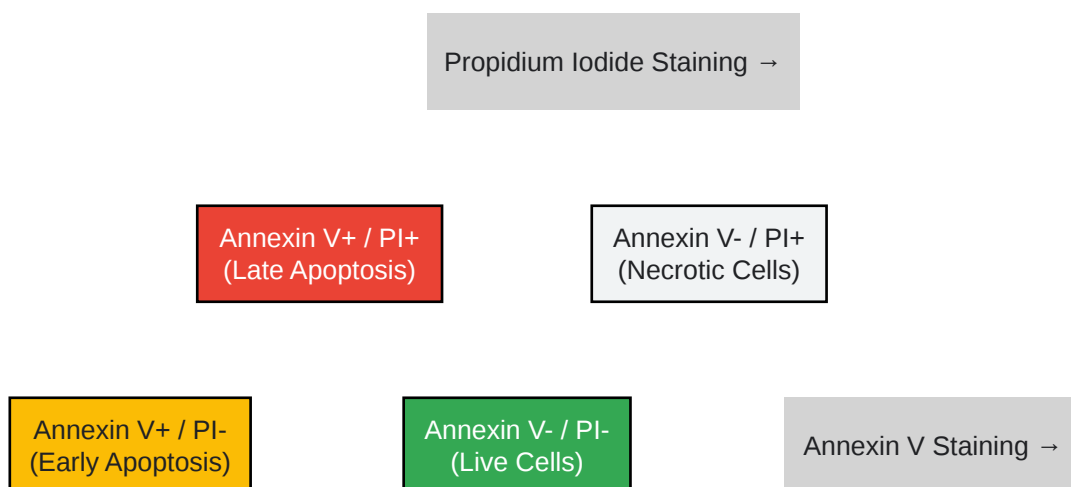 Propidium Iodide Staining →
Annexin V+ / PI+
(Late Apoptosis)
Annexin V- / PI+
(Necrotic Cells)
Annexin V+ / PI-
(Early Apoptosis)
Annexin V- / PI-
(Live Cells)
Annexin V Staining →